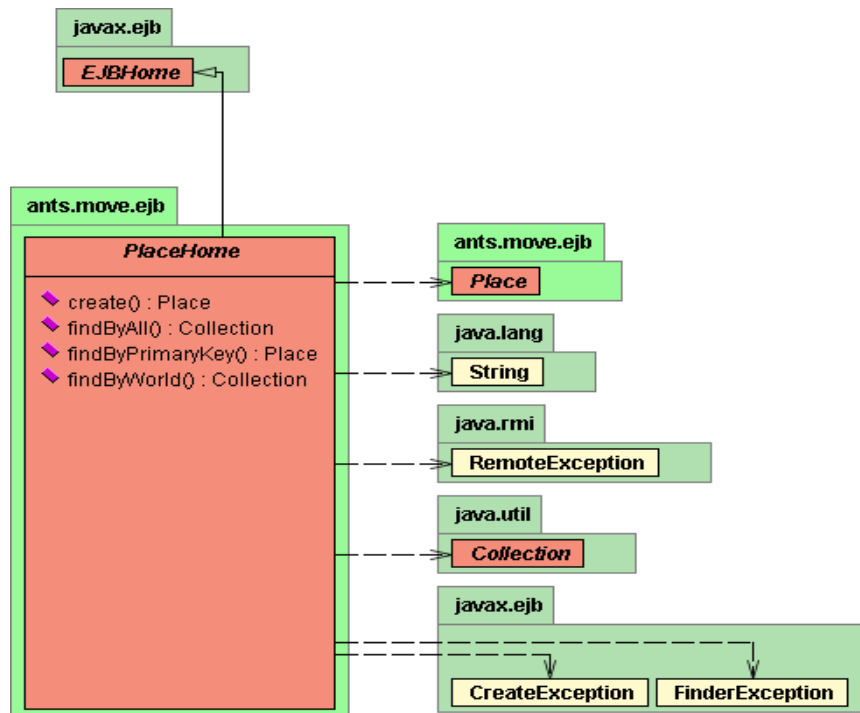 javax.ejb
EJBHome
ants.move.ejb
PlaceHome
create() : Place
findByAll() : Collection
findByPrimaryKey() : Place
findByWorld() : Collection
ants.move.ejb
Place
java.lang
String
java.rmi
RemoteException
java.util
Collection
javax.ejb
CreateException
FinderException